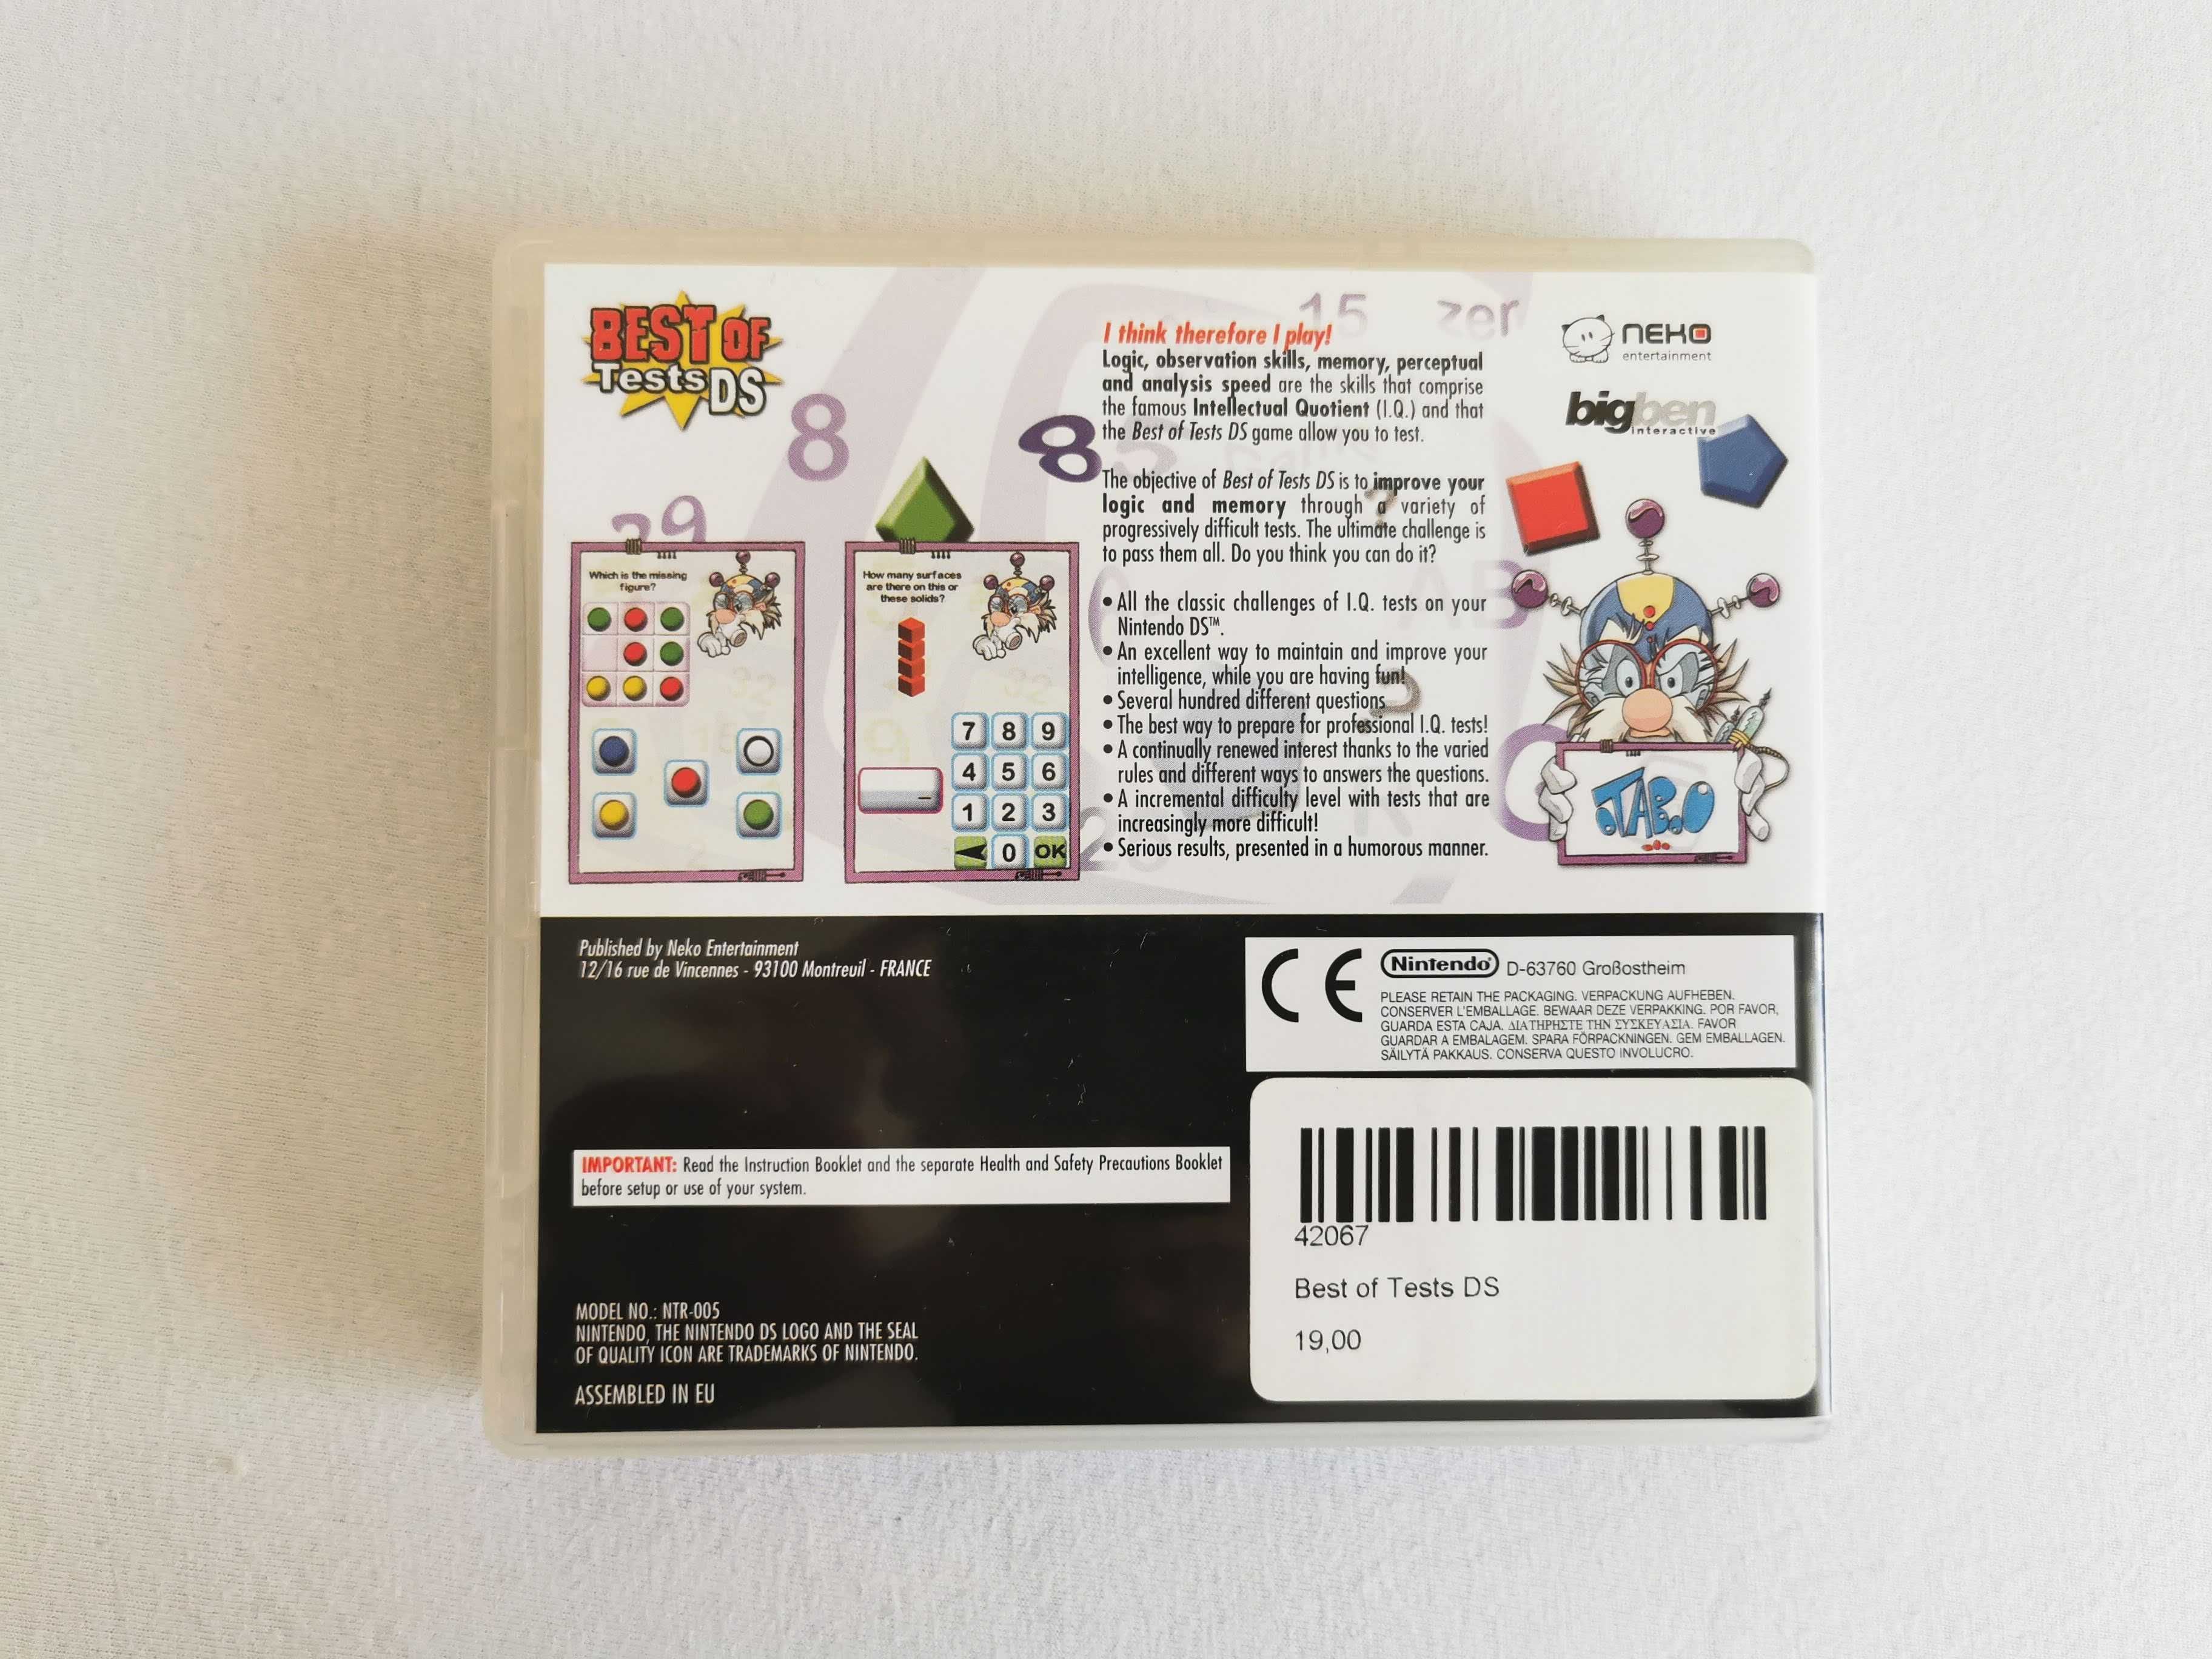 BEST OF
Tests DS
15 zer
8
8
29
I think therefore I play!
Logic, observation skills, memory, perceptual
and analysis speed are the skills that comprise
the famous Intellectual Quotient (I.Q.) and that
the Best of Tests DS game allow you to test.
The objective of Best of Tests DS is to improve your
logic and memory through a variety of
progressively difficult tests. The ultimate challenge is
to pass them all. Do you think you can do it?
• All the classic challenges of I.Q. tests on your
Nintendo DS™.
• An excellent way to maintain and improve your
intelligence, while you are having fun!
• Several hundred different questions
• The best way to prepare for professional I.Q. tests!
• A continually renewed interest thanks to the varied
rules and different ways to answers the questions.
• A incremental difficulty level with tests that are
increasingly more difficult!
• Serious results, presented in a humorous manner.
NEKO
entertainment
bigben
interactive
TABOO
Which is the missing
figure?
How many surfaces
are there on this or
these solids?
7 8 9
4 5 6
1 2 3
0 OK
Published by Neko Entertainment
12/16 rue de Vincennes - 93100 Montreuil - FRANCE
IMPORTANT: Read the Instruction Booklet and the separate Health and Safety Precautions Booklet
before setup or use of your system.
MODEL NO.: NTR-005
NINTENDO, THE NINTENDO DS LOGO AND THE SEAL
OF QUALITY ICON ARE TRADEMARKS OF NINTENDO.
ASSEMBLED IN EU
CE
Nintendo® D-63760 Großostheim
PLEASE RETAIN THE PACKAGING. VERPACKUNG AUFHEBEN.
CONSERVER L'EMBALLAGE. BEWAAR DEZE VERPAKKING. POR FAVOR,
GUARDA ESTA CAJA. ΔΙΑΤΗΡΗΣΤΕ ΤΗΝ ΣΥΣΚΕΥΑΣΙΑ. FAVOR
GUARDAR A EMBALAGEM. SPARA FÖRPACKNINGEN. GEM EMBALLAGEN.
SÄILYTÄ PAKKAUS. CONSERVA QUESTO INVOLUCRO.
42067
Best of Tests DS
19,00